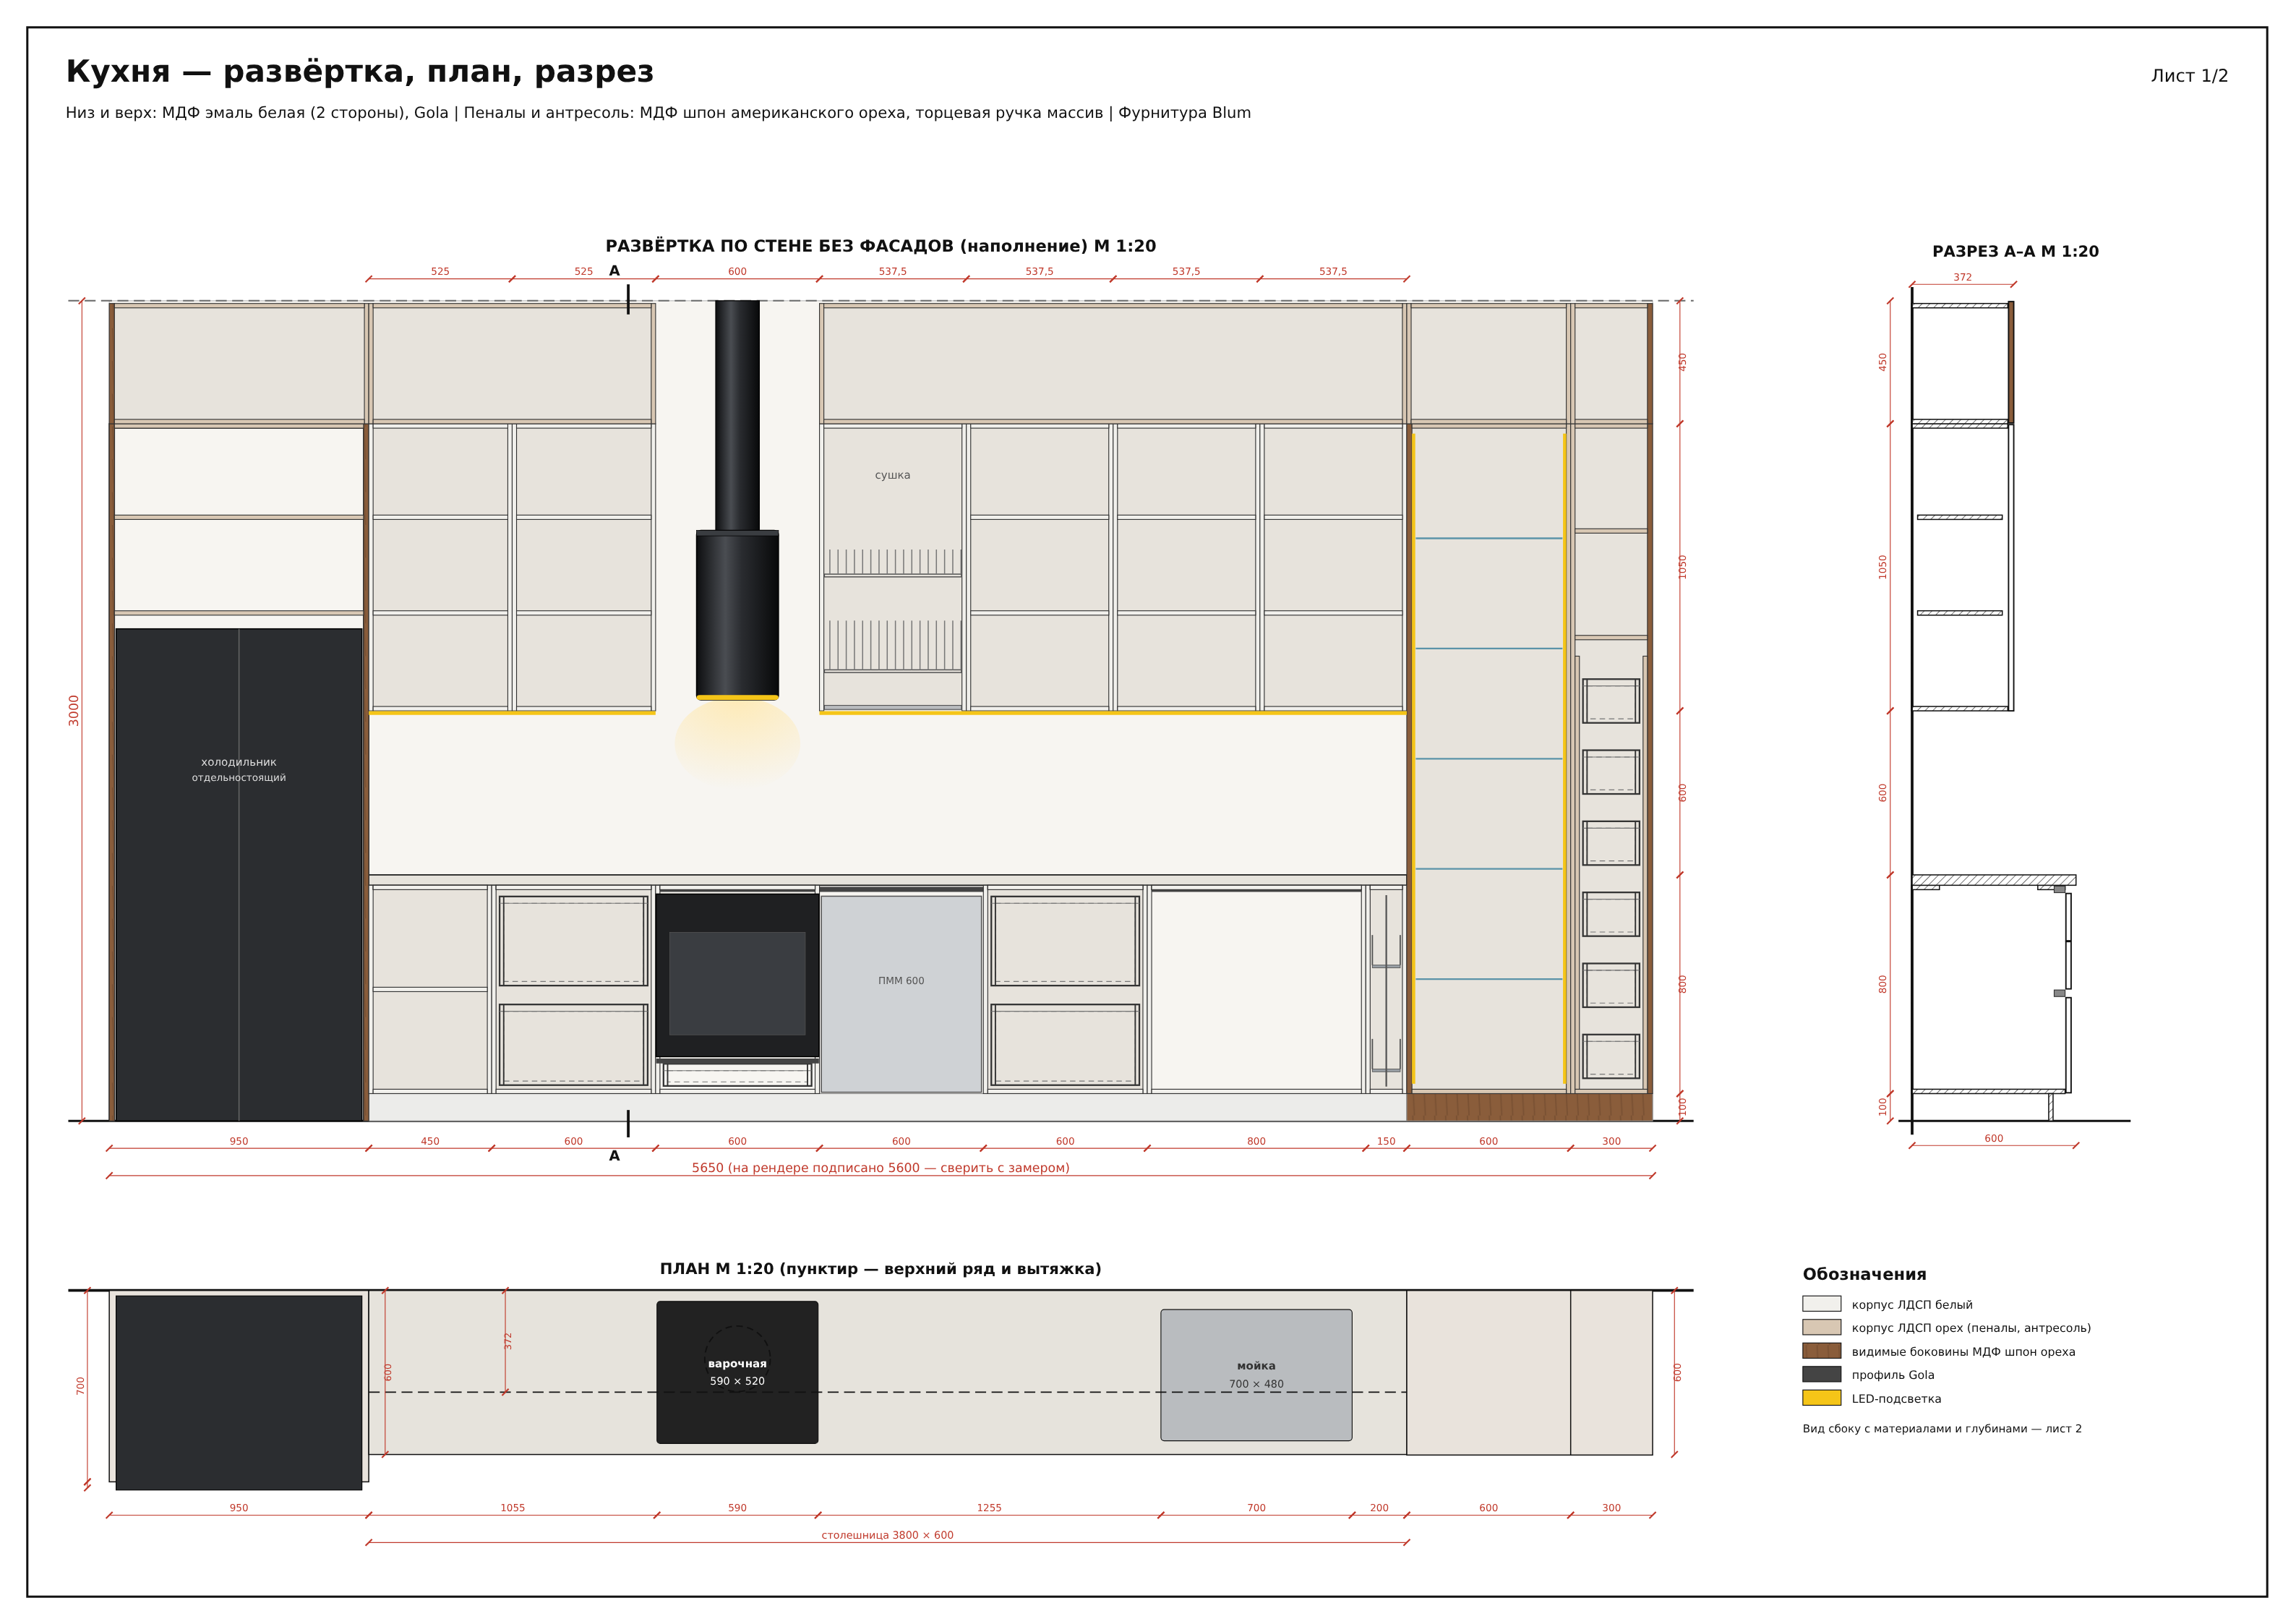 Кухня — развёртка, план, разрез
Лист 1/2
Низ и верх: МДФ эмаль белая (2 стороны), Gola | Пеналы и антресоль: МДФ шпон американского ореха, торцевая ручка массив | Фурнитура Blum
РАЗВЁРТКА ПО СТЕНЕ БЕЗ ФАСАДОВ (наполнение) М 1:20
525 525 А 600 537,5 537,5 537,5 537,5
3000
сушка
холодильник
отдельностоящий
ПММ 600
450
1050
600
800
100
950 450 600 600 600 600 800 150 600 300
А
5650 (на рендере подписано 5600 — сверить с замером)
РАЗРЕЗ А–А М 1:20
372
450
1050
600
800
100
600
ПЛАН М 1:20 (пунктир — верхний ряд и вытяжка)
700
600
372
варочная
590 × 520
мойка
700 × 480
600
950 1055 590 1255 700 200 600 300
столешница 3800 × 600
Обозначения
корпус ЛДСП белый
корпус ЛДСП орех (пеналы, антресоль)
видимые боковины МДФ шпон ореха
профиль Gola
LED-подсветка
Вид сбоку с материалами и глубинами — лист 2